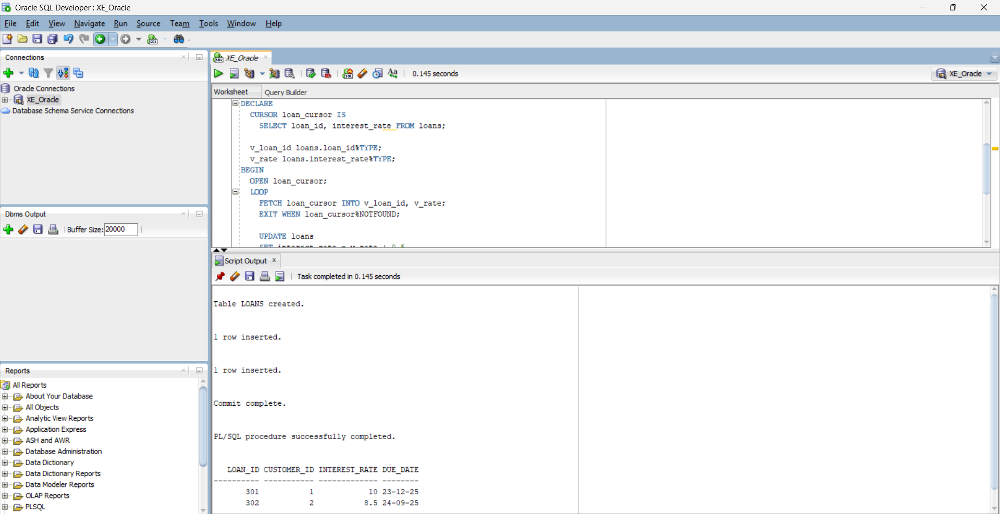 Oracle SQL Developer : XE_Oracle
File Edit View Navigate Run Source Team Tools Window Help
Connections
Oracle Connections
XE_Oracle
Database Schema Service Connections
Dbms Output
Buffer Size: 20000
Reports
All Reports
About Your Database
All Objects
Analytic View Reports
Application Express
ASH and AWR
Database Administration
Data Dictionary
Data Dictionary Reports
Data Modeler Reports
OLAP Reports
PLSQL
XE_Oracle
0.145 seconds
XE_Oracle
Worksheet Query Builder
DECLARE
CURSOR loan_cursor IS
SELECT loan_id, interest_rate FROM loans;
v_loan_id loans.loan_id%TYPE;
v_rate loans.interest_rate%TYPE;
BEGIN
OPEN loan_cursor;
LOOP
FETCH loan_cursor INTO v_loan_id, v_rate;
EXIT WHEN loan_cursor%NOTFOUND;
UPDATE loans
SET interest_rate = v_rate + 0.5
Script Output
Task completed in 0.145 seconds
Table LOANS created.
1 row inserted.
1 row inserted.
Commit complete.
PL/SQL procedure successfully completed.
LOAN_ID CUSTOMER_ID INTEREST_RATE DUE_DATE
---------- ----------- ------------- --------
301 1 10 23-12-25
302 2 8.5 24-09-25